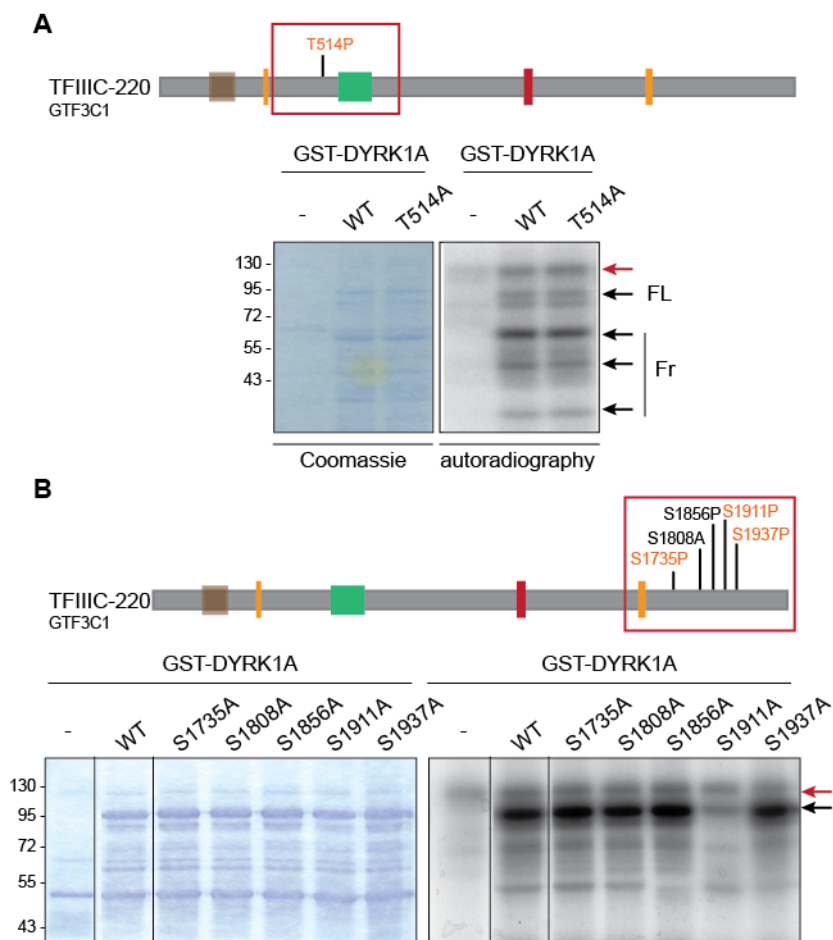 A
T514P
TFIIIC-220
GTF3C1
GST-DYRK1A GST-DYRK1A
- WT T514A - WT T514A
130 -
95 - FL
72 -
55 -
Fr
43 -
Coomassie autoradiography
B
S1856P S1911P
S1808A S1937P
S1735P
TFIIIC-220
GTF3C1
GST-DYRK1A GST-DYRK1A
- WT S1735A S1808A S1856A S1911A S1937A - WT S1735A S1808A S1856A S1911A S1937A
130 -
95 -
72 -
55 -
43 -